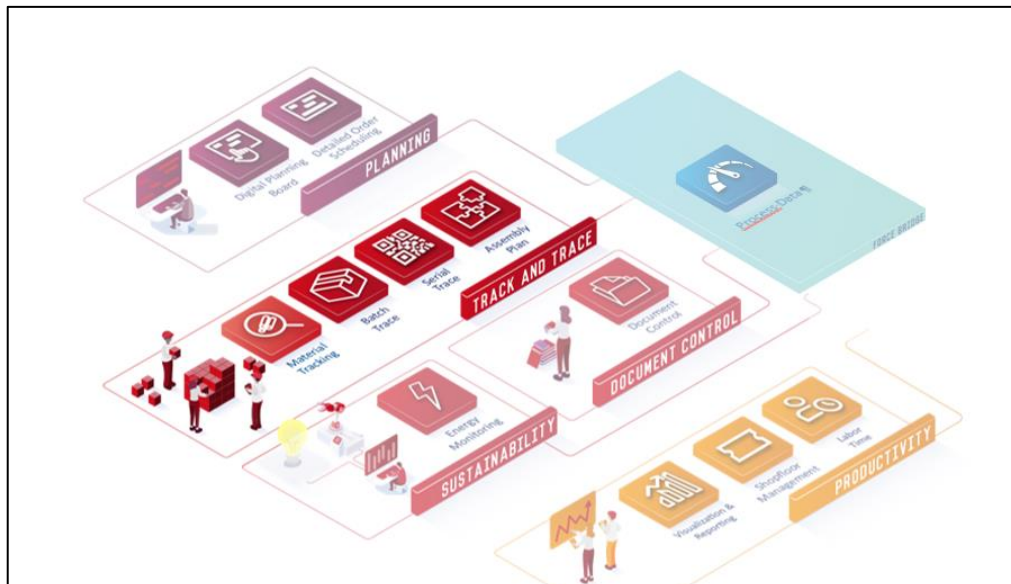 Detailed Order
Scheduling
Digital Planning
Board
PLANNING
Process Data ¶
FORCE BRIDGE
Assembly
Plan
Serial
Trace
Batch
Trace
Material
Tracking
TRACK AND TRACE
Document
Control
DOCUMENT CONTROL
Energy
Monitoring
SUSTAINABILITY
Labor
Time
Shopfloor
Management
Visualization &
Reporting
PRODUCTIVITY